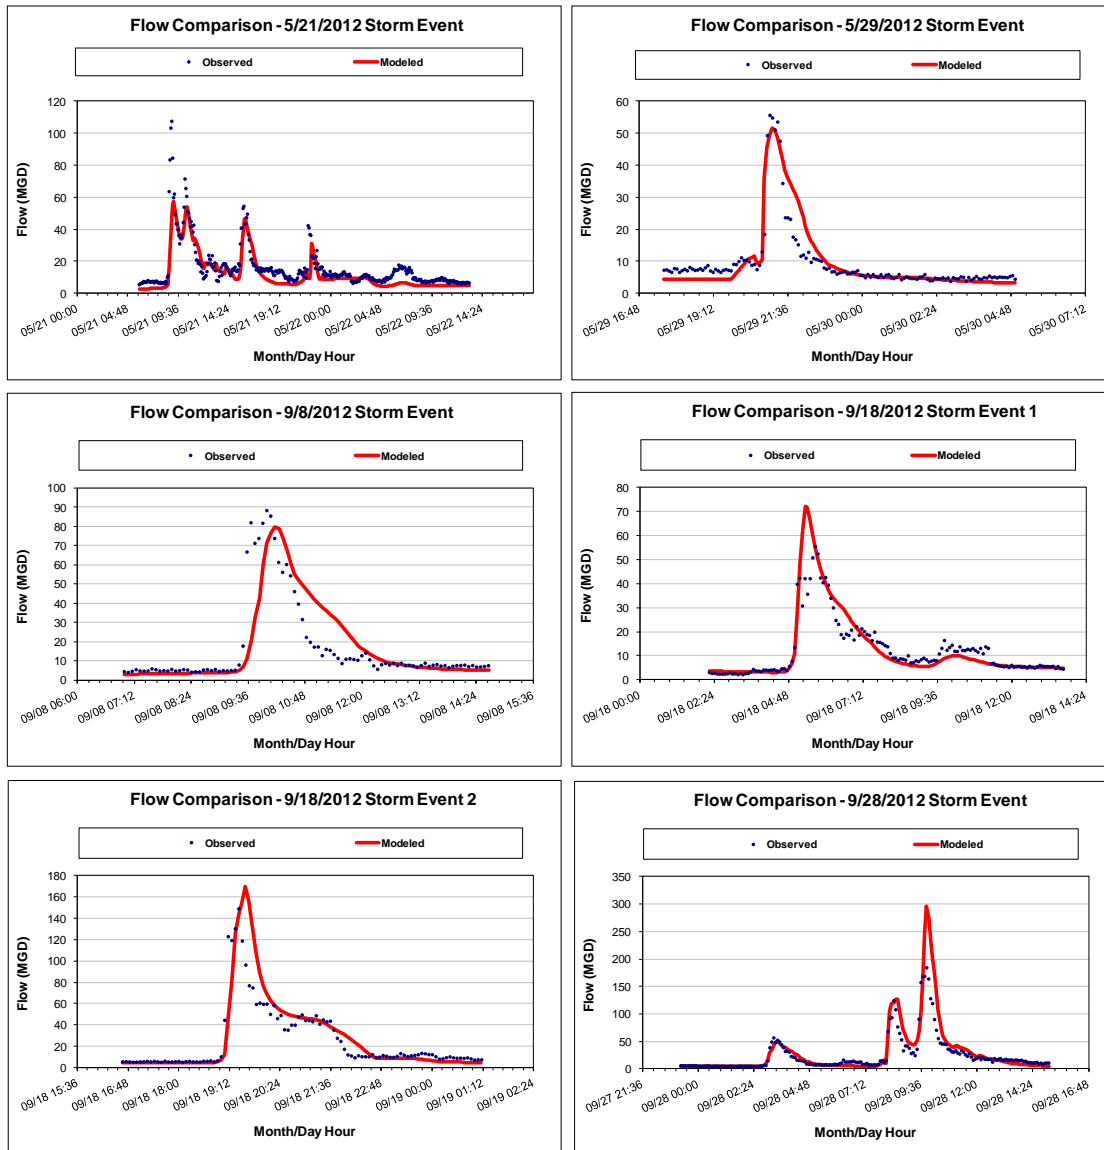 Flow Comparison - 5/21/2012 Storm Event
Observed Modeled
Flow (MGD)
120
100
80
60
40
20
0
05/21 00:00 05/21 04:48 05/21 09:36 05/21 14:24 05/21 19:12 05/22 00:00 05/22 04:48 05/22 09:36 05/22 14:24
Month/Day Hour
Flow Comparison - 5/29/2012 Storm Event
Observed Modeled
Flow (MGD)
60
50
40
30
20
10
0
05/29 16:48 05/29 19:12 05/29 21:36 05/30 00:00 05/30 02:24 05/30 04:48 05/30 07:12
Month/Day Hour
Flow Comparison - 9/8/2012 Storm Event
Observed Modeled
Flow (MGD)
100
90
80
70
60
50
40
30
20
10
0
09/08 06:00 09/08 07:12 09/08 08:24 09/08 09:36 09/08 10:48 09/08 12:00 09/08 13:12 09/08 14:24 09/08 15:36
Month/Day Hour
Flow Comparison - 9/18/2012 Storm Event 1
Observed Modeled
Flow (MGD)
80
70
60
50
40
30
20
10
0
09/18 00:00 09/18 02:24 09/18 04:48 09/18 07:12 09/18 09:36 09/18 12:00 09/18 14:24
Month/Day Hour
Flow Comparison - 9/18/2012 Storm Event 2
Observed Modeled
Flow (MGD)
180
160
140
120
100
80
60
40
20
0
09/18 15:36 09/18 16:48 09/18 18:00 09/18 19:12 09/18 20:24 09/18 21:36 09/18 22:48 09/19 00:00 09/19 01:12 09/19 02:24
Month/Day Hour
Flow Comparison - 9/28/2012 Storm Event
Observed Modeled
Flow (MGD)
350
300
250
200
150
100
50
0
09/27 21:36 09/28 00:00 09/28 02:24 09/28 04:48 09/28 07:12 09/28 09:36 09/28 12:00 09/28 14:24 09/28 16:48
Month/Day Hour